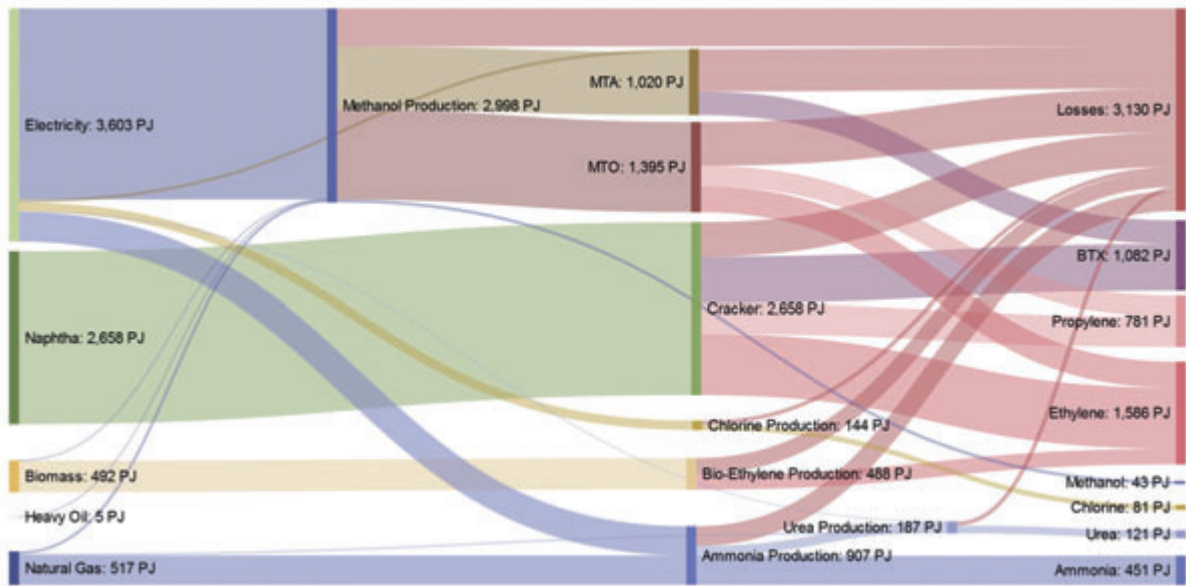 MTA: 1,020 PJ
Methanol Production: 2,998 PJ
Losses: 3,130 PJ
Electricity: 3,603 PJ
MTO: 1,395 PJ
BTX: 1,082 PJ
Cracker: 2,658 PJ
Propylene: 781 PJ
Naphtha: 2,658 PJ
Ethylene: 1,586 PJ
Chlorine Production: 144 PJ
Biomass: 492 PJ
Bio-Ethylene Production: 488 PJ
Methanol: 43 PJ
Chlorine: 81 PJ
Heavy Oil: 5 PJ
Urea Production: 187 PJ
Urea: 121 PJ
Natural Gas: 517 PJ
Ammonia Production: 907 PJ
Ammonia: 451 PJ